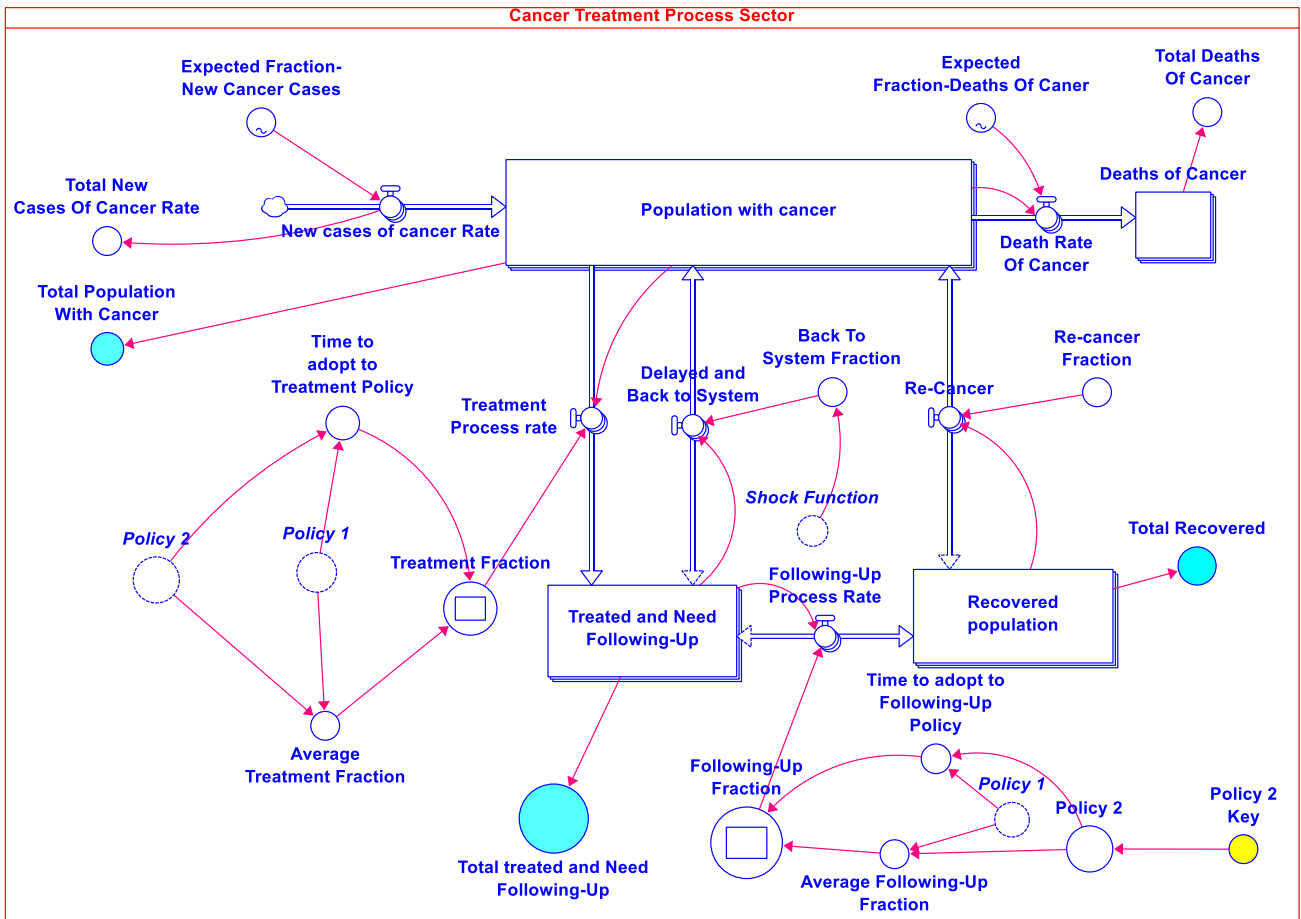 Cancer Treatment Process Sector
Expected Fraction-
New Cancer Cases
Expected
Fraction-Deaths Of Caner
Total Deaths
Of Cancer
Total New
Cases Of Cancer Rate
New cases of cancer Rate
Population with cancer
Deaths of Cancer
Death Rate
Of Cancer
Total Population
With Cancer
Time to
adopt to
Treatment Policy
Treatment
Process rate
Delayed and
Back to System
Back To
System Fraction
Re-Cancer
Re-cancer
Fraction
Policy 2
Policy 1
Treatment Fraction
Shock Function
Total Recovered
Following-Up
Process Rate
Treated and Need
Following-Up
Recovered
population
Average
Treatment Fraction
Time to adopt to
Following-Up
Policy
Following-Up
Fraction
Policy 1
Policy 2
Policy 2
Key
Total treated and Need
Following-Up
Average Following-Up
Fraction